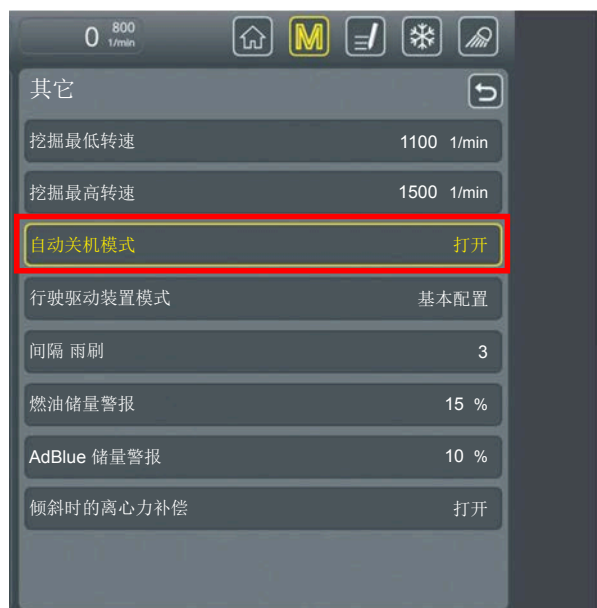 0 800 1/min M
其它
挖掘最低转速 1100 1/min
挖掘最高转速 1500 1/min
自动关机模式 打开
行驶驱动装置模式 基本配置
间隔 雨刷 3
燃油储量警报 15 %
AdBlue 储量警报 10 %
倾斜时的离心力补偿 打开